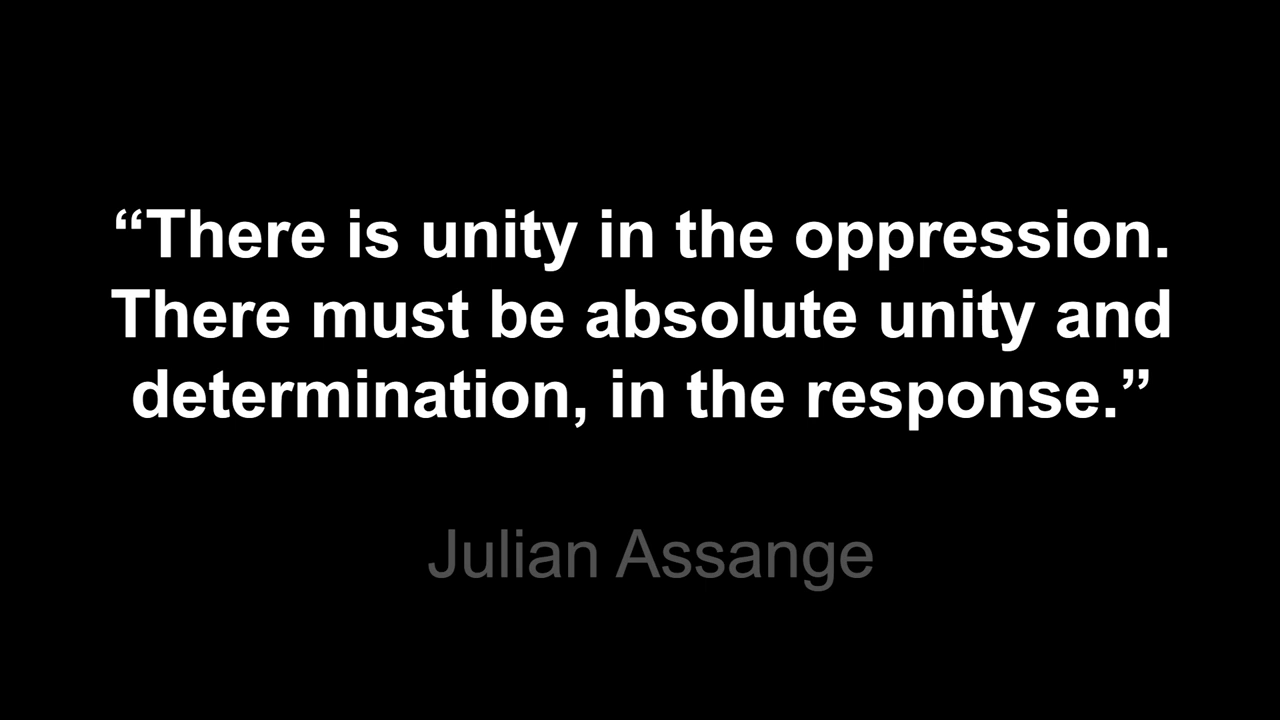 “There is unity in the oppression.
There must be absolute unity and
determination, in the response.”
Julian Assange